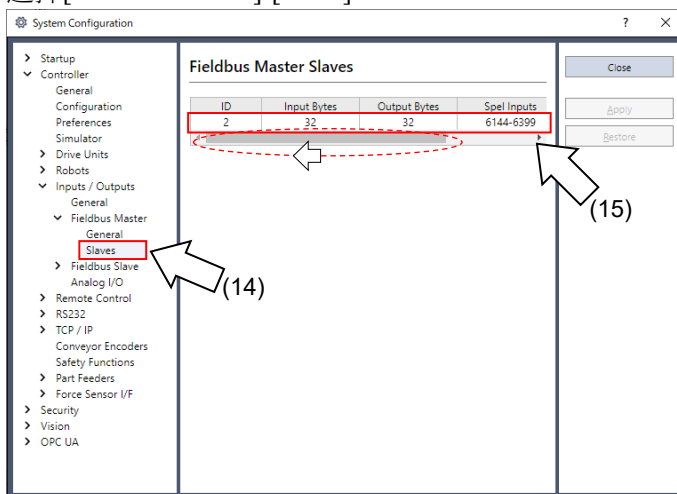 System Configuration
?
Startup
Controller
General
Configuration
Preferences
Simulator
Drive Units
Robots
Inputs / Outputs
General
Fieldbus Master
General
Slaves
Fieldbus Slave
Analog I/O
Remote Control
RS232
TCP / IP
Conveyor Encoders
Safety Functions
Part Feeders
Force Sensor I/F
Security
Vision
OPC UA
(14)
Fieldbus Master Slaves
ID Input Bytes Output Bytes Spel Inputs
2 32 32 6144-6399
(15)
Close
Apply
Restore